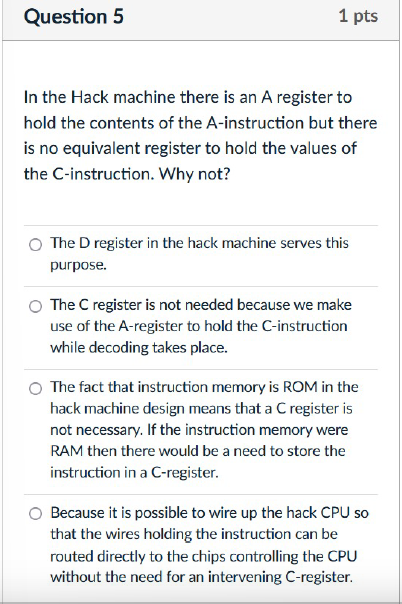 Question 5
1 pts
In the Hack machine there is an A register to
hold the contents of the A-instruction but there
is no equivalent register to hold the values of
the C-instruction. Why not?
The D register in the hack machine serves this
purpose.
The C register is not needed because we make
use of the A-register to hold the C-instruction
while decoding takes place.
The fact that instruction memory is ROM in the
hack machine design means that a C register is
not necessary. If the instruction memory were
RAM then there would be a need to store the
instruction in a C-register.
Because it is possible to wire up the hack CPU so
that the wires holding the instruction can be
routed directly to the chips controlling the CPU
without the need for an intervening C-register.